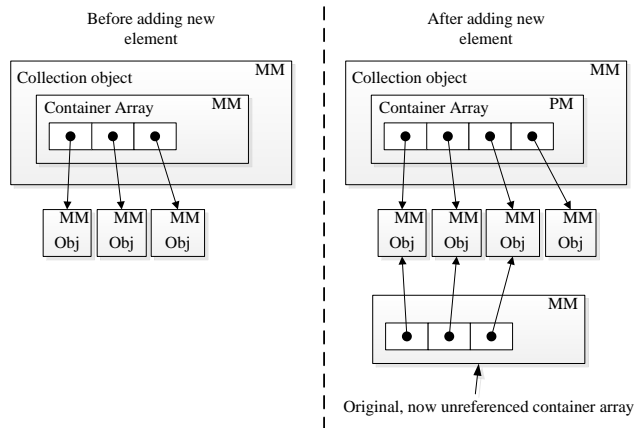 Before adding new
element
MM
Collection object
MM
Container Array
MM
MM
MM
Obj
Obj
Obj
After adding new
element
MM
Collection object
PM
Container Array
MM
MM
MM
MM
Obj
Obj
Obj
Obj
MM
Original, now unreferenced container array